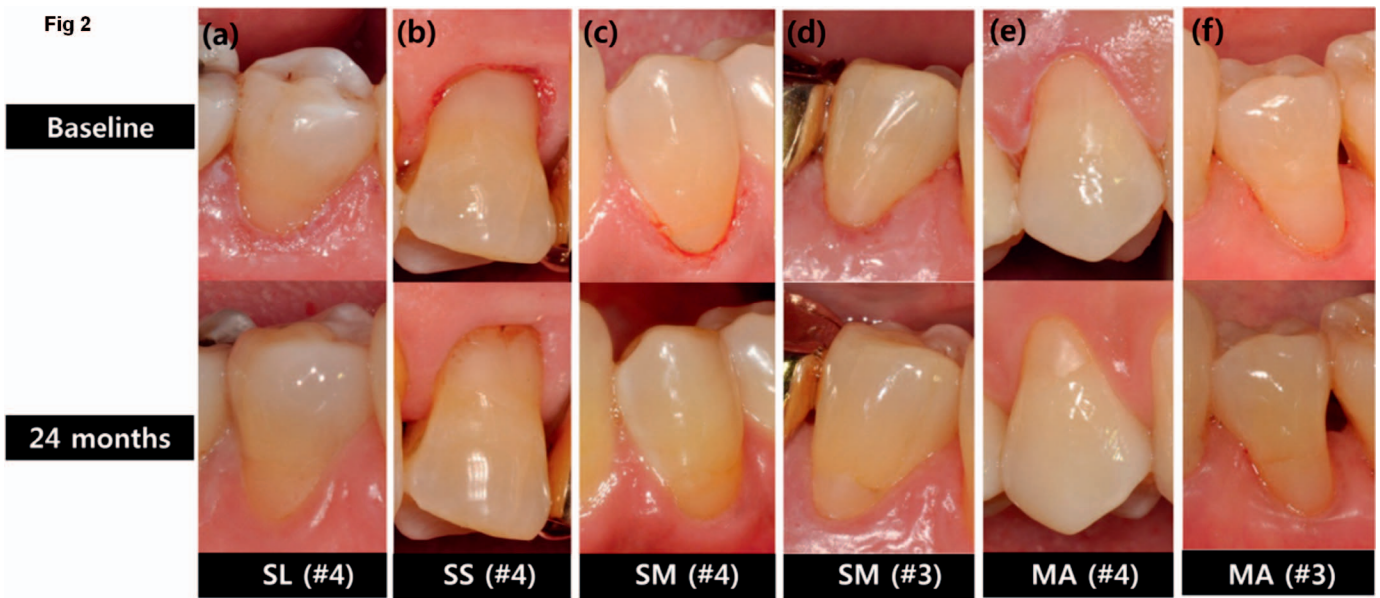 Fig 2
(a) (b) (c) (d) (e) (f)
Baseline
24 months
SL (#4) SS (#4) SM (#4) SM (#3) MA (#4) MA (#3)